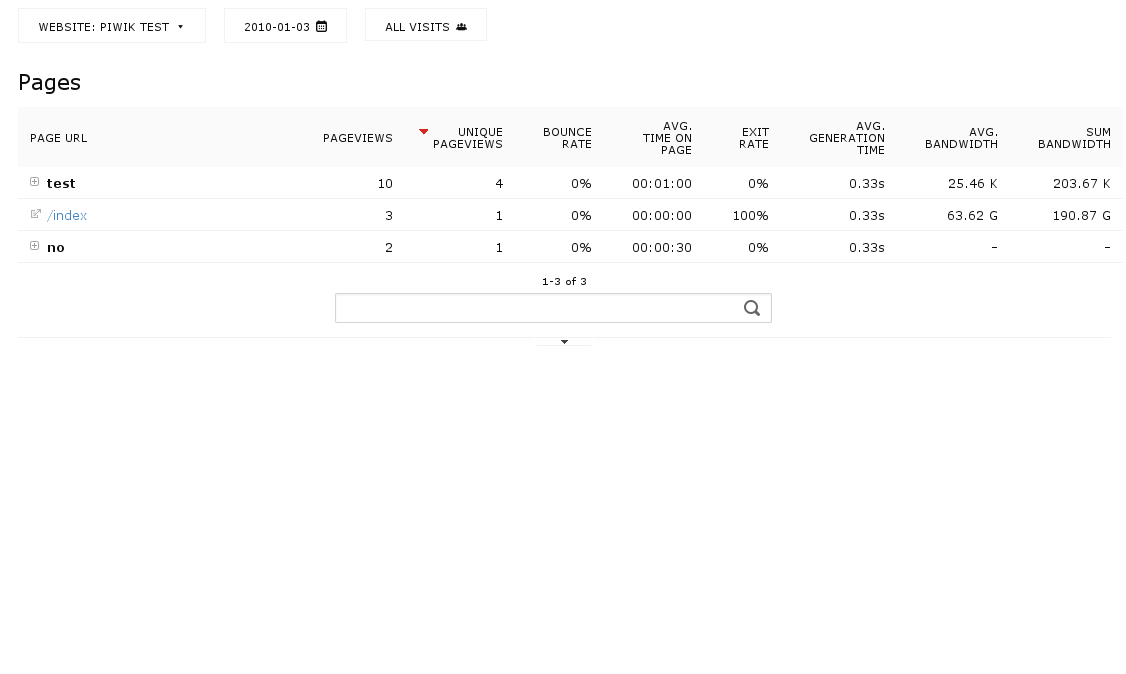 WEBSITE: PIWIK TEST 2010-01-03 ALL VISITS
Pages
PAGE URL PAGEVIEWS UNIQUE PAGEVIEWS BOUNCE RATE AVG. TIME ON PAGE EXIT RATE AVG. GENERATION TIME AVG. BANDWIDTH SUM BANDWIDTH
test 10 4 0% 00:01:00 0% 0.33s 25.46 K 203.67 K
/index 3 1 0% 00:00:00 100% 0.33s 63.62 G 190.87 G
no 2 1 0% 00:00:30 0% 0.33s - -
1-3 of 3